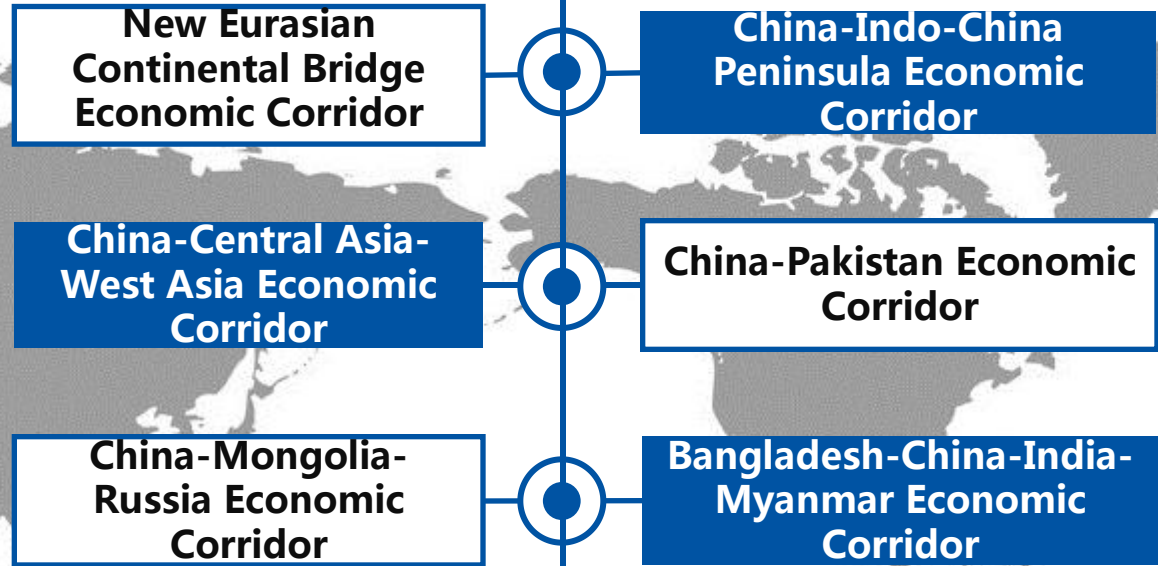 New Eurasian
Continental Bridge
Economic Corridor
China-Indo-China
Peninsula Economic
Corridor
China-Central Asia-
West Asia Economic
Corridor
China-Pakistan Economic
Corridor
China-Mongolia-
Russia Economic
Corridor
Bangladesh-China-India-
Myanmar Economic
Corridor